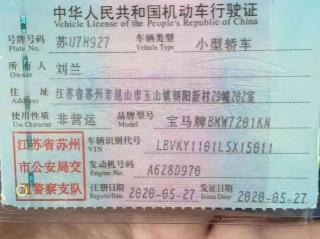 中华人民共和国机动车行驶证
Vehicle License of the People's Republic of China
号牌号码 苏U7H927 车辆类型 小型轿车
Plate No. Vehicle Type
所有人 刘兰
Owner
住址 江苏省苏州市昆山市玉山镇朝阳新村29幢202室
Address
使用性质 非营运 品牌型号 宝马牌BMW7201KN
Use Character
江苏省苏州
市公安局交
警察支队
车辆识别代号 LBVKY1101LSX15011
VIN
发动机号码 A628D970
Engine No.
注册日期 2020-05-27 发证日期 2020-05-27
Register Date Issue Date